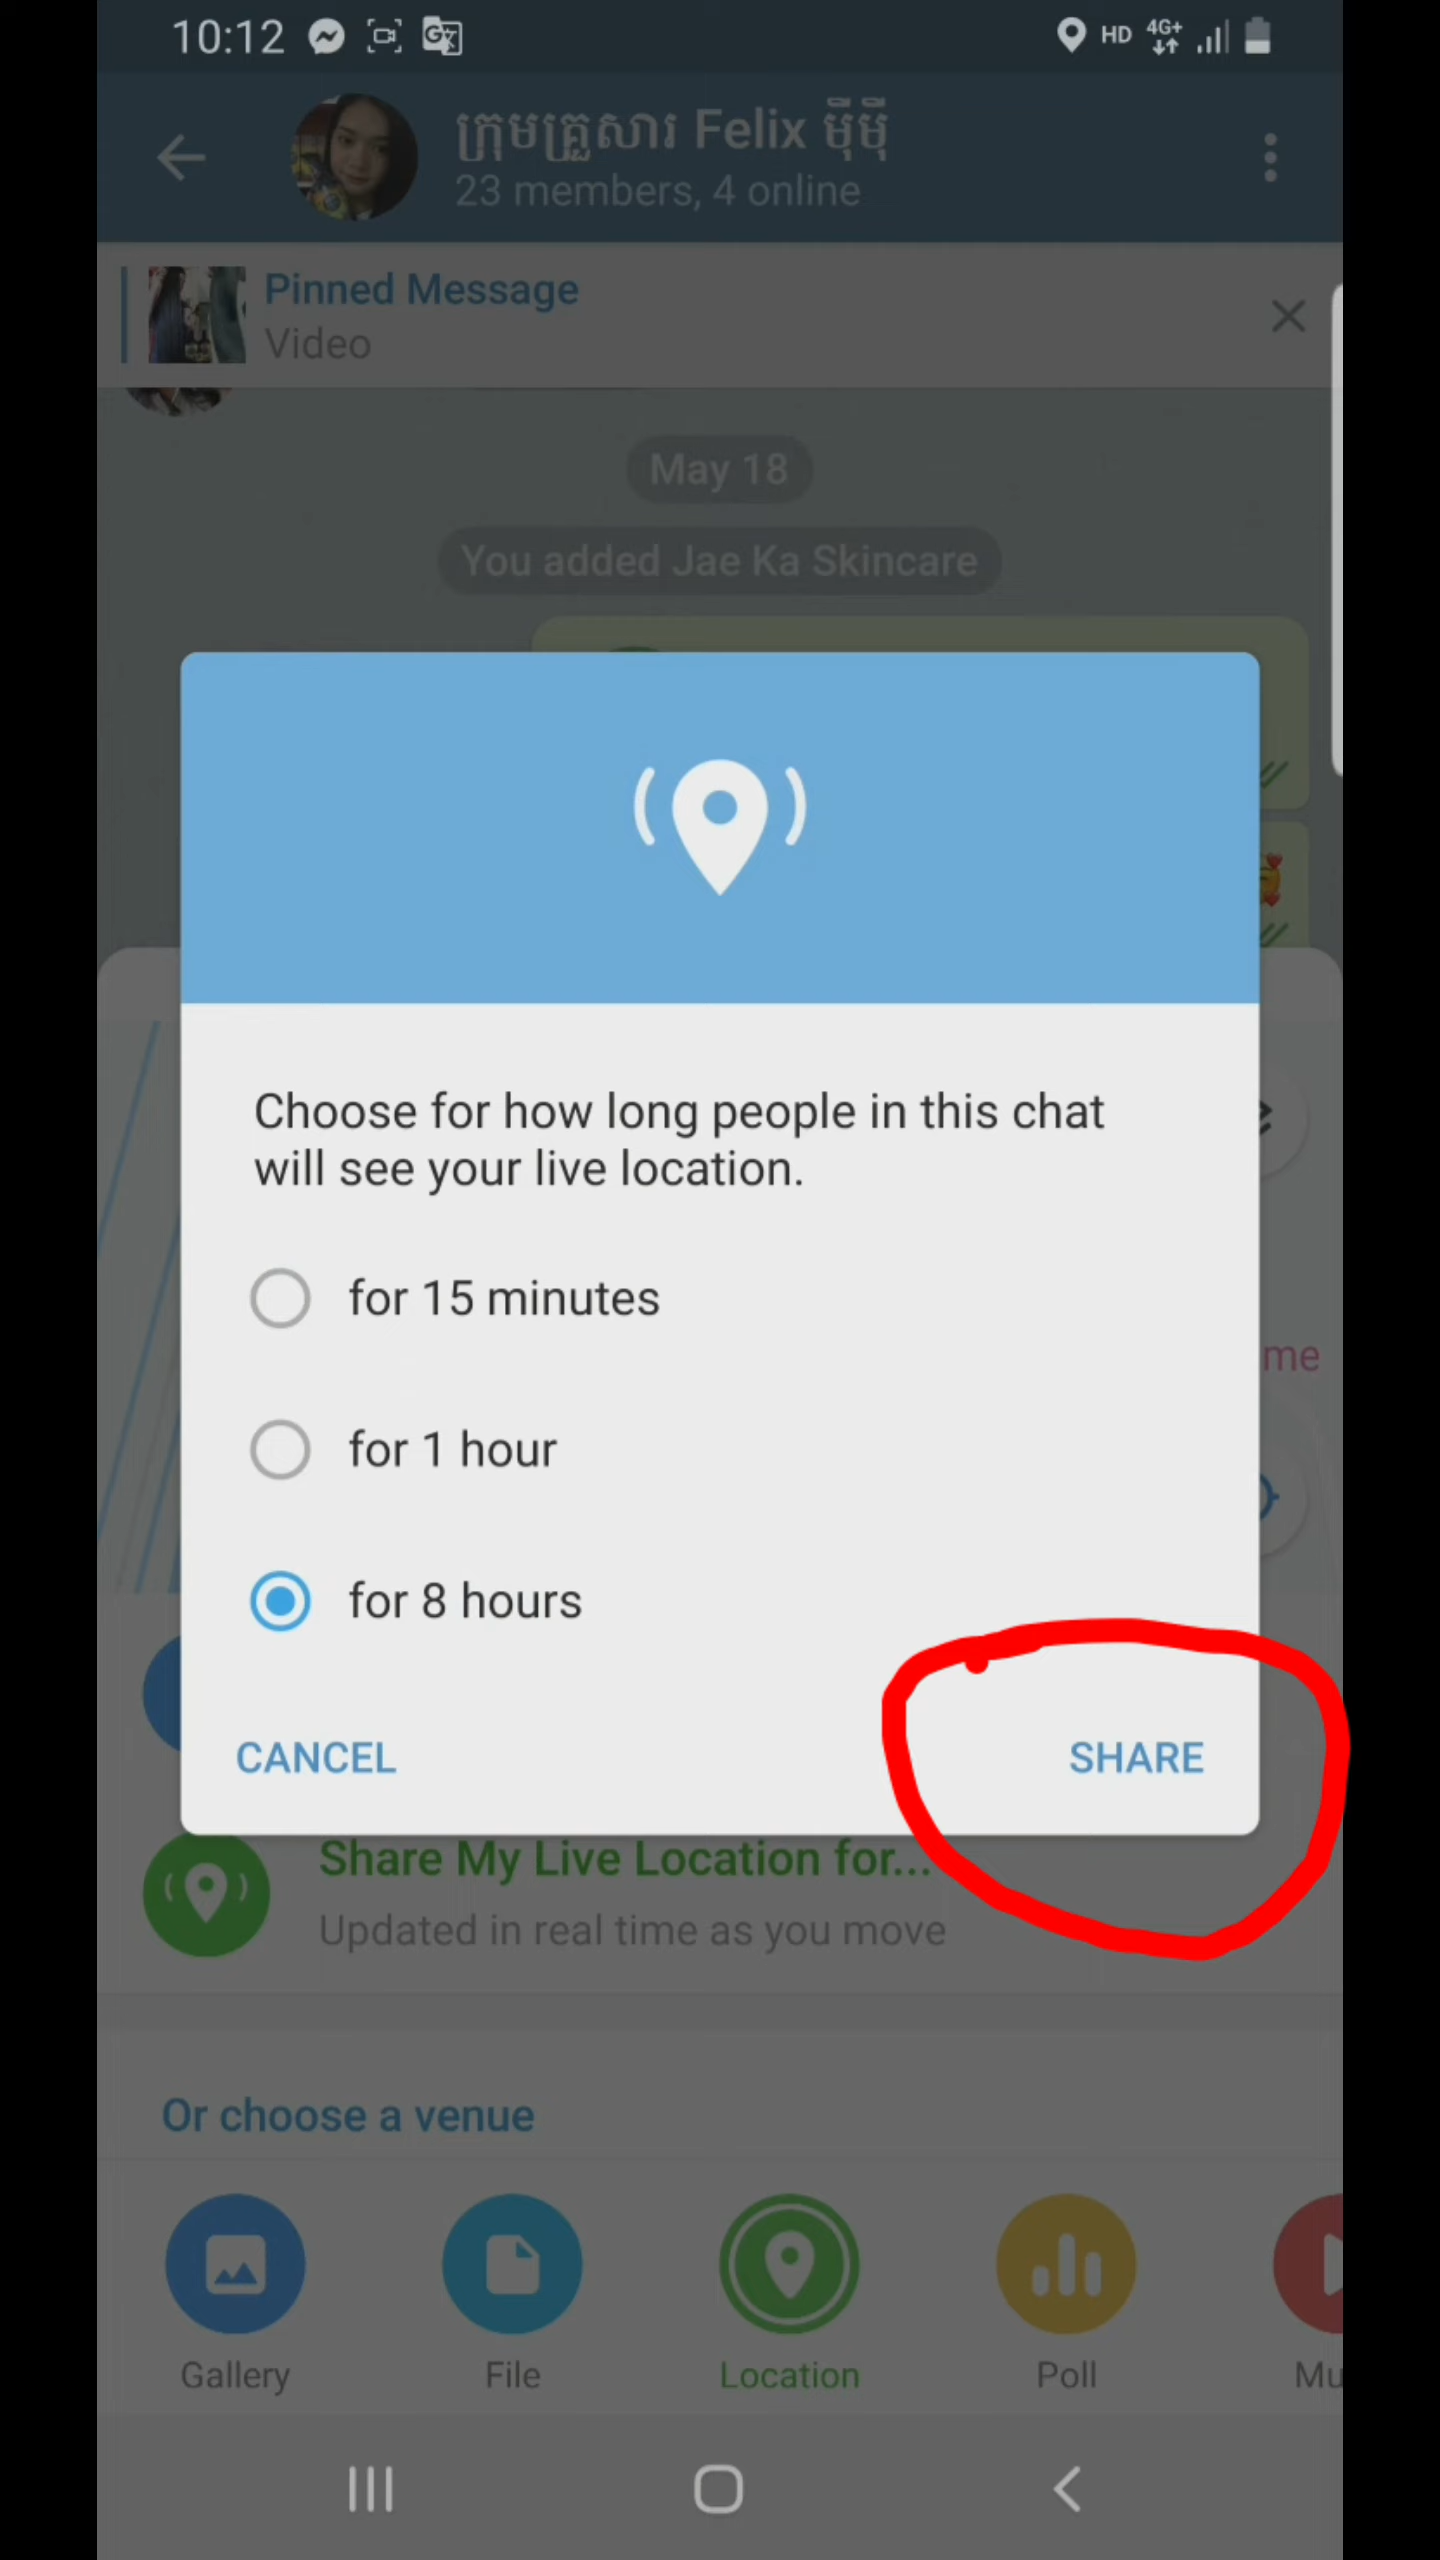 10:12
HD 4G+
ក្រុមគ្រួសារ Felix ម៉ីម៉ី
23 members, 4 online
Pinned Message
Video
May 18
You added Jae Ka Skincare
Choose for how long people in this chat
will see your live location.
for 15 minutes
me
for 1 hour
for 8 hours
CANCEL SHARE
Share My Live Location for...
Updated in real time as you move
Or choose a venue
Gallery File Location Poll Mu